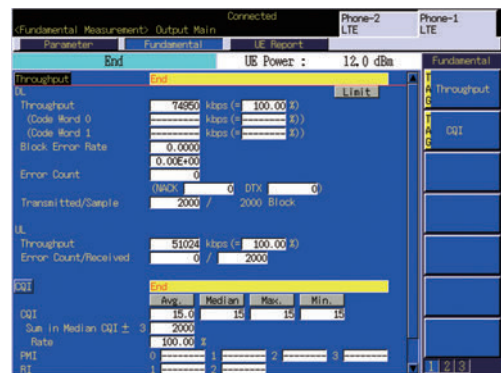 Connected
<Fundamental Measurement> Output Main
Phone-2 LTE
Phone-1 LTE
Parameter Fundamental UE Report
End UE Power : 12.0 dBm Fundamental
Throughput End
DL Limit
Throughput 74950 kbps (= 100.00 %)
(Code Word 0 -------- kbps (= ------ %))
(Code Word 1 -------- kbps (= ------ %))
Block Error Rate 0.0000
0.00E+00
Error Count 0
(NACK 0 DTX 0)
Transmitted/Sample 2000 / 2000 Block
UL
Throughput 51024 kbps (= 100.00 %)
Error Count/Received 0 / 2000
CQI End
Avg. Median Max. Min.
CQI 15.0 15 15 15
Sum in Median CQI ± 3 2000
Rate 100.00 %
PMI 0 -------- 1 -------- 2 -------- 3 --------
RI 1 -------- 2 --------
TAG Throughput
TAG CQI
1 2 3